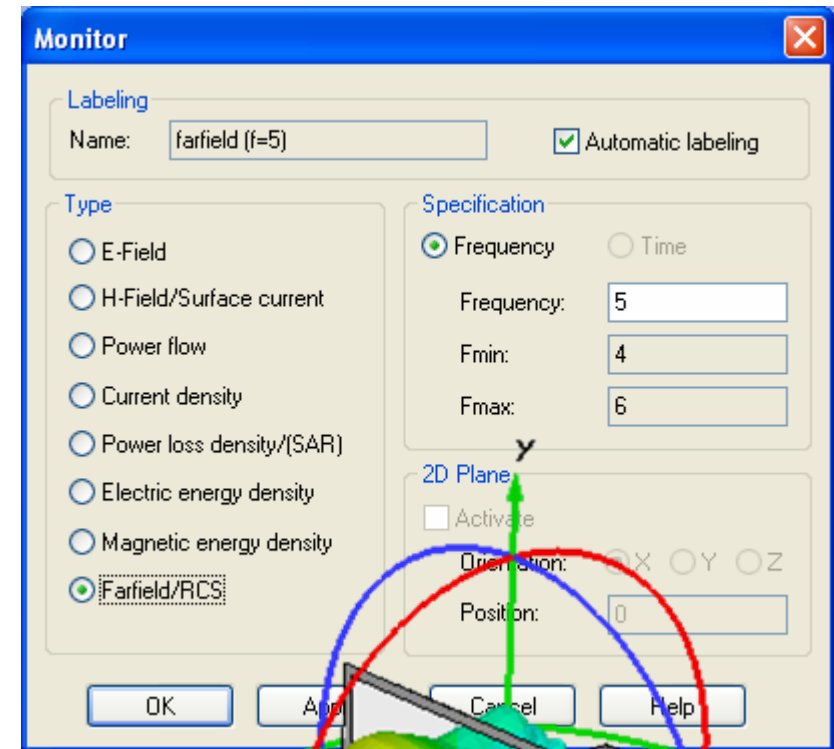 Monitor
Labeling
Name: farfield (f=5) Automatic labeling
Type
E-Field
H-Field/Surface current
Power flow
Current density
Power loss density/(SAR)
Electric energy density
Magnetic energy density
Farfield/RCS
Specification
Frequency Time
Frequency: 5
Fmin: 4
Fmax: 6
y
2D Plane
Activate
Orientation: X Y Z
Position: 0
OK Cancel Help